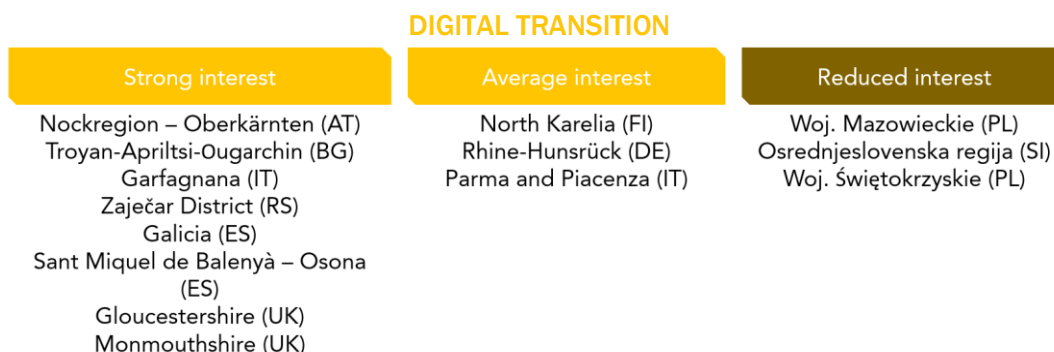 DIGITAL TRANSITION
Strong interest
Nockregion – Oberkärnten (AT)
Troyan-Apriltsi-Ougarchin (BG)
Garfagnana (IT)
Zaječar District (RS)
Galicia (ES)
Sant Miquel de Balenyà – Osona
(ES)
Gloucestershire (UK)
Monmouthshire (UK)
Average interest
North Karelia (FI)
Rhine-Hunsrück (DE)
Parma and Piacenza (IT)
Reduced interest
Woj. Mazowieckie (PL)
Osrednjeslovenska regija (SI)
Woj. Świętokrzyskie (PL)